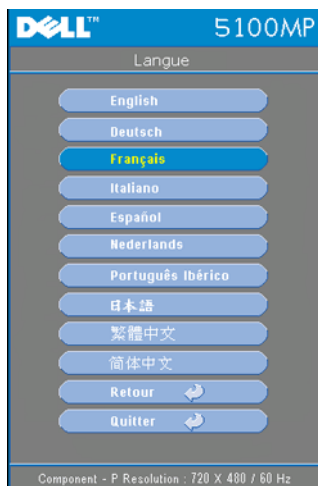 DELL™ 5100MP
Langue
English
Deutsch
Français
Italiano
Español
Nederlands
Português Ibérico
日本語
繁體中文
简体中文
Retour
Quitter
Component - P Resolution : 720 X 480 / 60 Hz